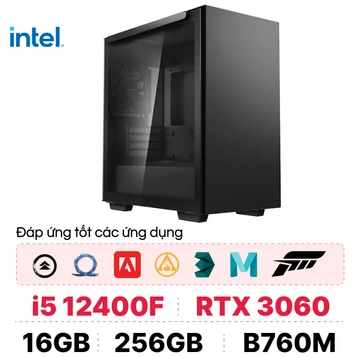 intel.
Đáp ứng tốt các ứng dụng
i5 12400F RTX 3060
16GB 256GB B760M